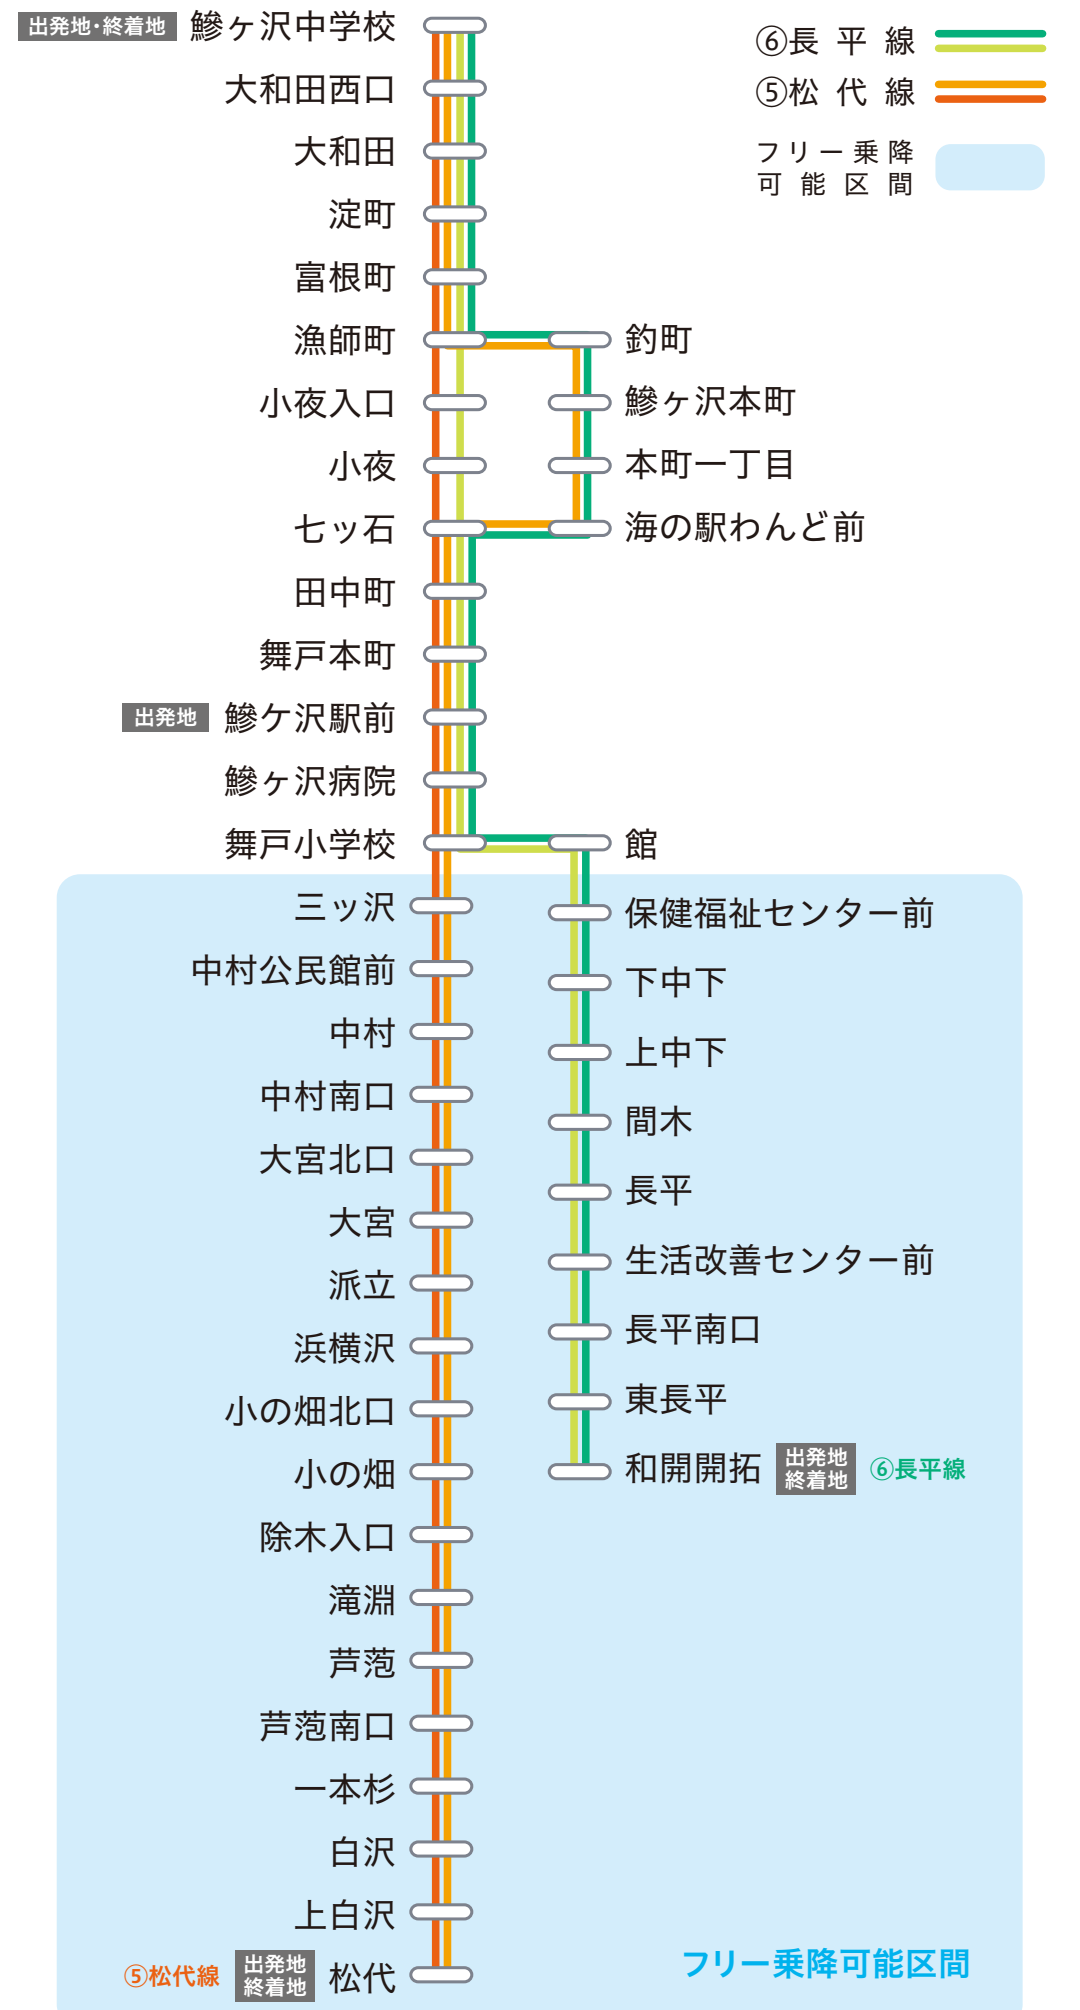 出発地・終着地 鰺ヶ沢中学校
大和田西口
大和田
淀町
富根町
漁師町
小夜入口
小夜
七ッ石
田中町
舞戸本町
出発地 鰺ケ沢駅前
鰺ヶ沢病院
舞戸小学校
三ッ沢
中村公民館前
中村
中村南口
大宮北口
大宮
派立
浜横沢
小の畑北口
小の畑
除木入口
滝淵
芦萢
芦萢南口
一本杉
白沢
上白沢
⑤松代線 出発地 終着地 松代
釣町
鰺ヶ沢本町
本町一丁目
海の駅わんど前
館
保健福祉センター前
下中下
上中下
間木
長平
生活改善センター前
長平南口
東長平
和開開拓 出発地 終着地 ⑥長平線
⑥長平線
⑤松代線
フリー乗降
可能区間
フリー乗降可能区間